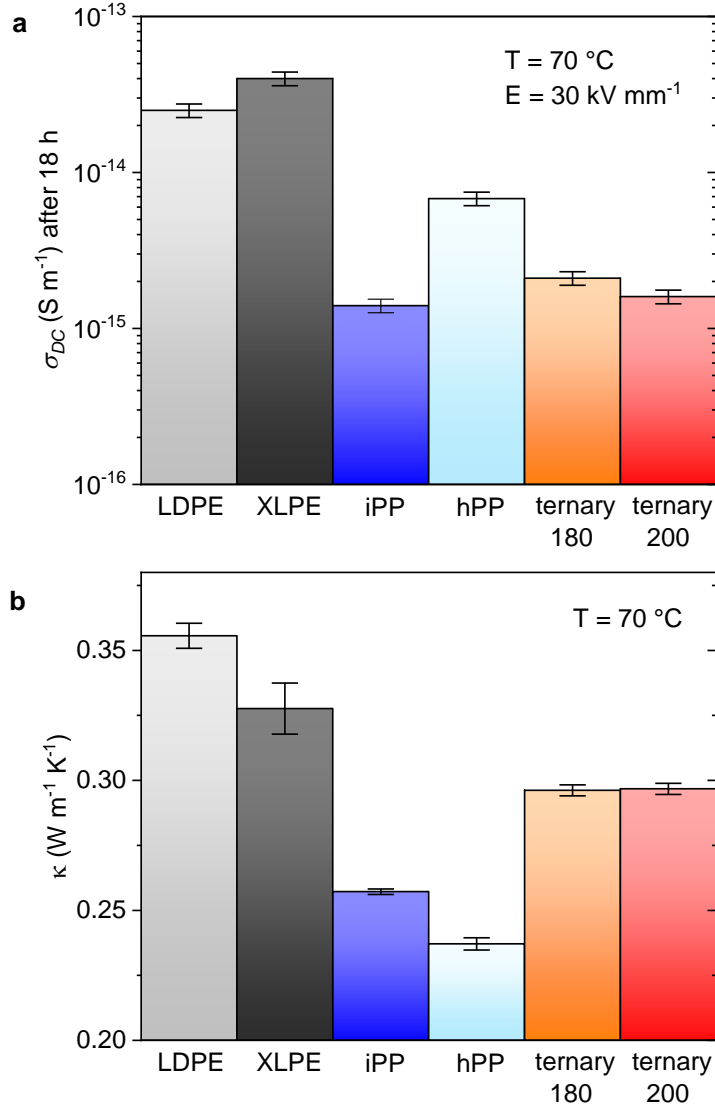 a
σDC (S m⁻¹) after 18 h
10⁻¹³
10⁻¹⁴
10⁻¹⁵
10⁻¹⁶
T = 70 °C
E = 30 kV mm⁻¹
LDPE XLPE iPP hPP ternary 180 ternary 200
b
κ (W m⁻¹ K⁻¹)
0.35
0.30
0.25
0.20
T = 70 °C
LDPE XLPE iPP hPP ternary 180 ternary 200